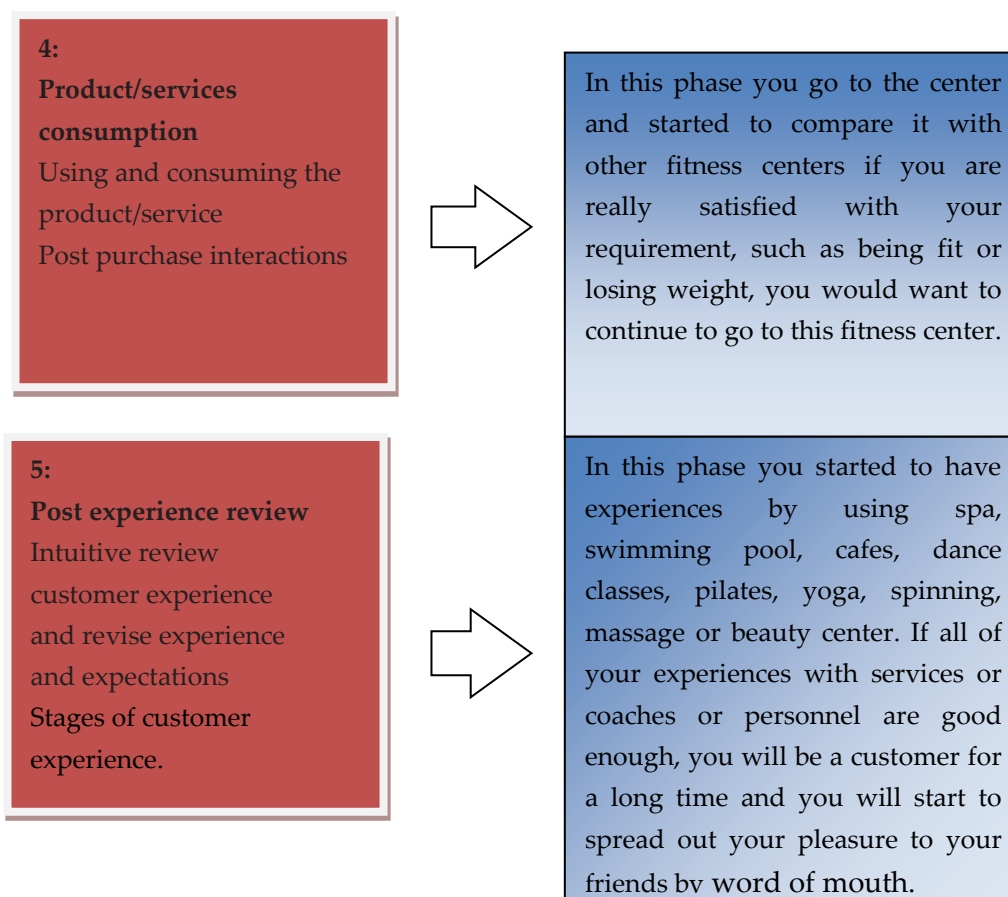 4:
Product/services
consumption
Using and consuming the
product/service
Post purchase interactions
In this phase you go to the center
and started to compare it with
other fitness centers if you are
really satisfied with your
requirement, such as being fit or
losing weight, you would want to
continue to go to this fitness center.
5:
Post experience review
Intuitive review
customer experience
and revise experience
and expectations
Stages of customer
experience.
In this phase you started to have
experiences by using spa,
swimming pool, cafes, dance
classes, pilates, yoga, spinning,
massage or beauty center. If all of
your experiences with services or
coaches or personnel are good
enough, you will be a customer for
a long time and you will start to
spread out your pleasure to your
friends by word of mouth.